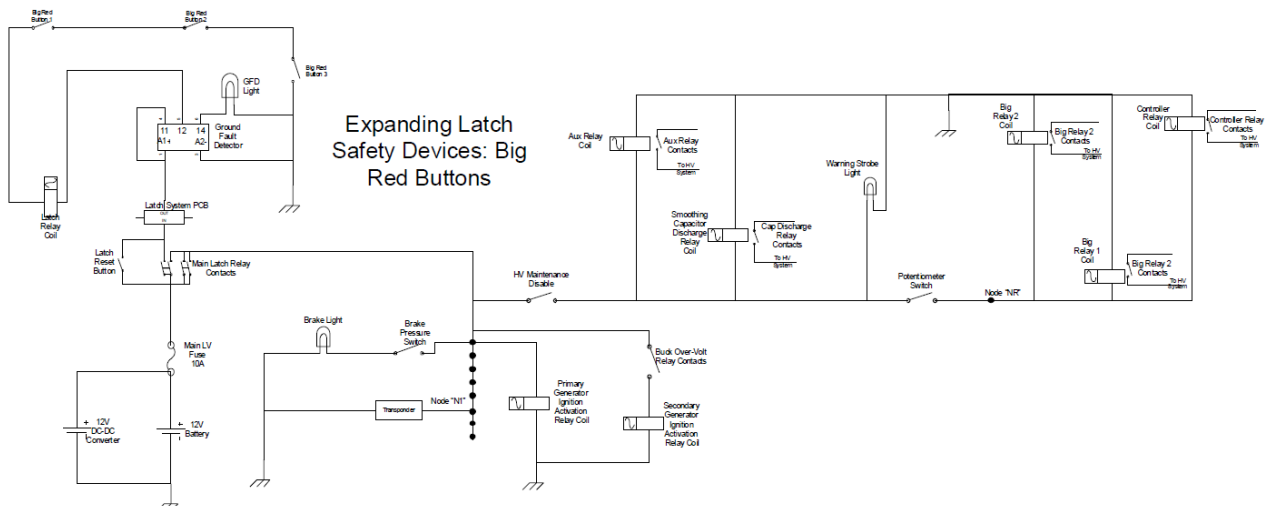 Big Red
Button 1
Big Red
Button 2
Big Red
Button 3
GFD
Light
11 12 14
A1+ A2-
Ground
Fault
Detector
Expanding Latch
Safety Devices: Big
Red Buttons
Latch
Relay
Coil
Latch System PCB
OUT
IN
Latch
Reset
Button
Main Latch Relay
Contacts
Main LV
Fuse
10A
+
12V
DC-DC
Converter
+
12V
Battery
Brake Light
Brake
Pressure
Switch
Transponder
Node "N1"
HV Maintenance
Disable
Primary
Generator
Ignition
Activation
Relay Coil
Buck Over-Volt
Relay Contacts
Secondary
Generator
Ignition
Activation
Relay Coil
Aux Relay
Coil
Aux Relay
Contacts
To HV
System
Smoothing
Capacitor
Discharge
Relay
Coil
Cap Discharge
Relay
Contacts
To HV
System
Warning Strobe
Light
Potentiometer
Switch
Node "NR"
Big
Relay 2
Coil
Big Relay 2
Contacts
To HV
System
Big
Relay 1
Coil
Big Relay 2
Contacts
To HV
System
Controller
Relay
Coil
Controller Relay
Contacts
To HV
System